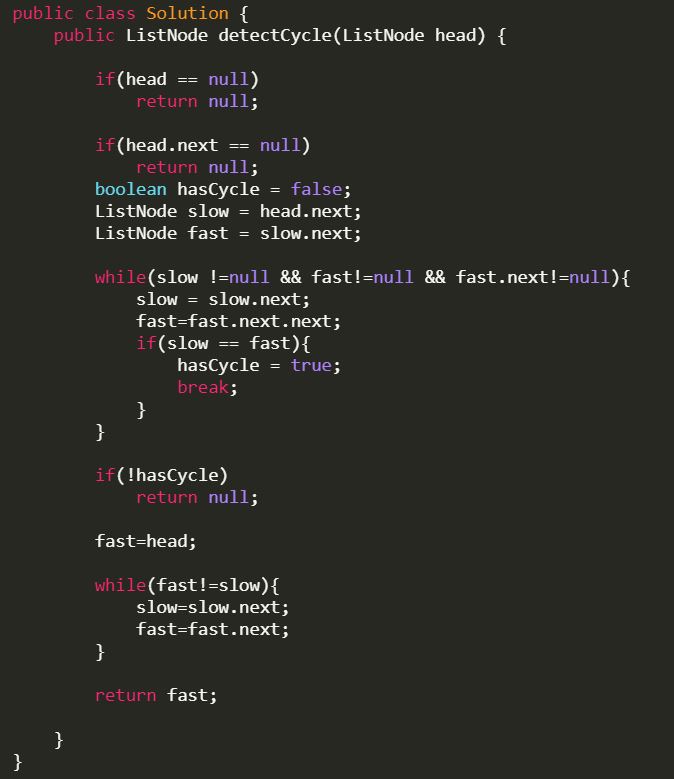 public class Solution {
    public ListNode detectCycle(ListNode head) {
        if(head == null)
            return null;
        if(head.next == null)
            return null;
        boolean hasCycle = false;
        ListNode slow = head.next;
        ListNode fast = slow.next;
        while(slow !=null && fast!=null && fast.next!=null){
            slow = slow.next;
            fast=fast.next.next;
            if(slow == fast){
                hasCycle = true;
                break;
            }
        }
        if(!hasCycle)
            return null;
        fast=head;
        while(fast!=slow){
            slow=slow.next;
            fast=fast.next;
        }
        return fast;
    }
}